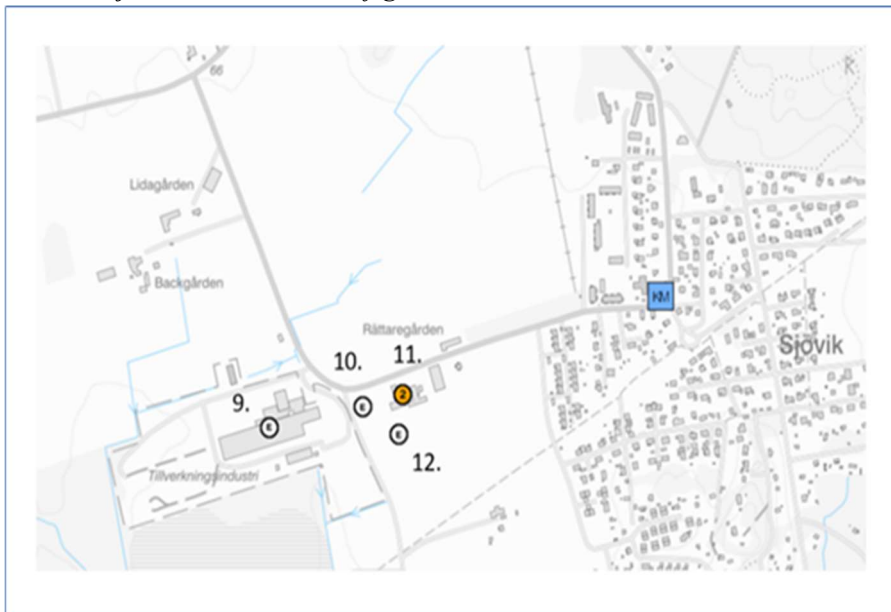 66
Lidagården
Backgården
Rättaregården
KM
Sjövik
10.
11.
2
9.
E
E
E
12.
Tillverkningsindustri